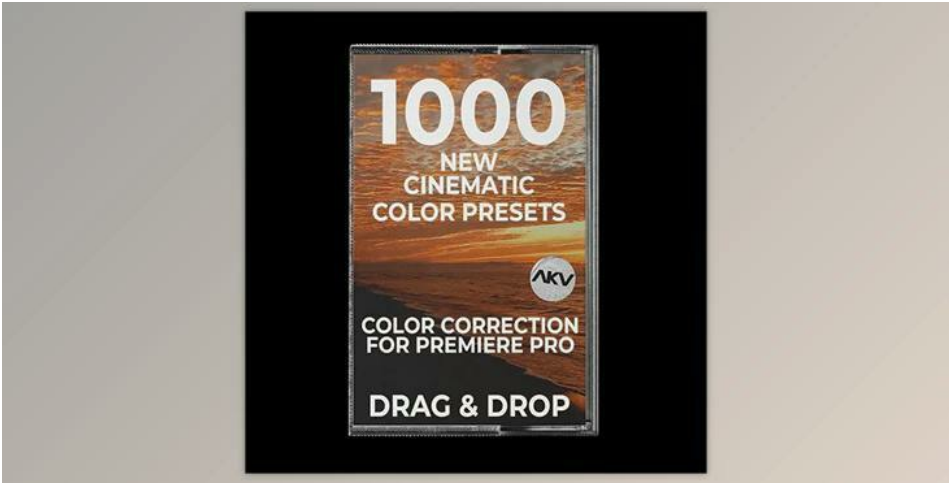 1000
NEW
CINEMATIC
COLOR PRESETS
AKV
COLOR CORRECTION
FOR PREMIERE PRO
DRAG & DROP